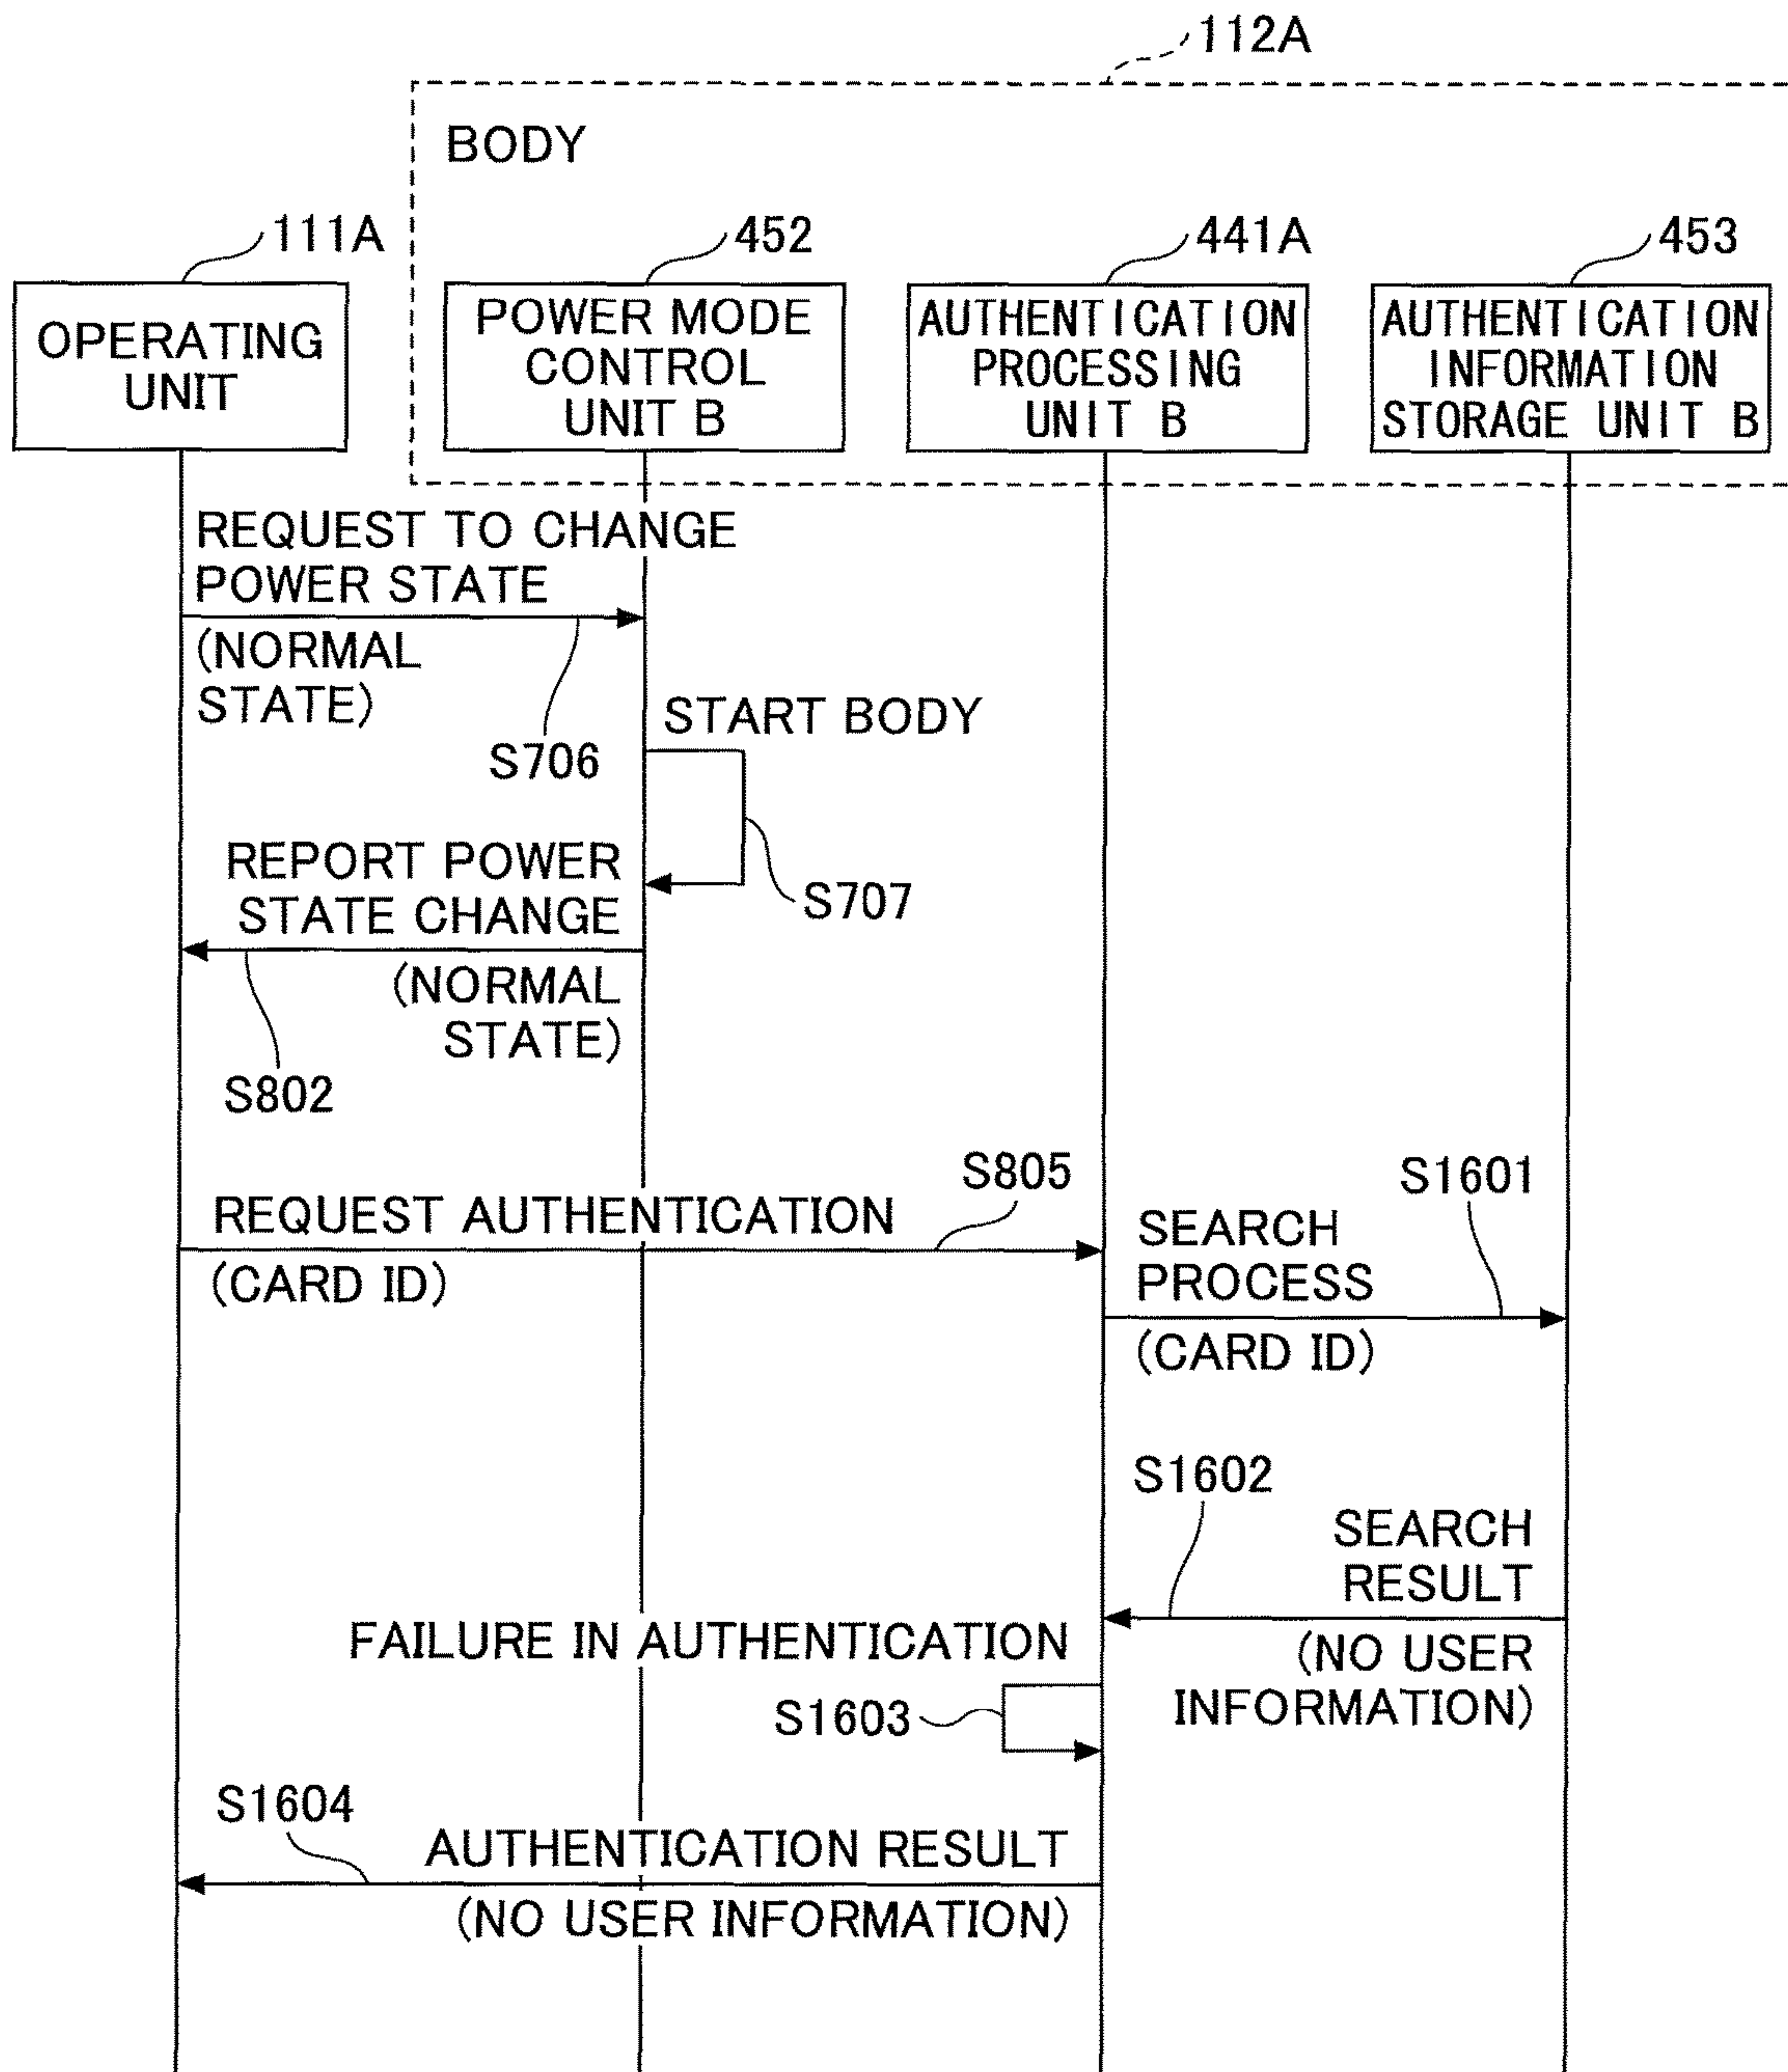 112A
BODY
111A
452
441A
453
OPERATING
UNIT
POWER MODE
CONTROL
UNIT B
AUTHENTICATION
PROCESSING
UNIT B
AUTHENTICATION
INFORMATION
STORAGE UNIT B
REQUEST TO CHANGE
POWER STATE
(NORMAL
STATE)
S706
START BODY
S707
REPORT POWER
STATE CHANGE
(NORMAL
STATE)
S802
S805
REQUEST AUTHENTICATION
(CARD ID)
S1601
SEARCH
PROCESS
(CARD ID)
S1602
SEARCH
RESULT
(NO USER
INFORMATION)
FAILURE IN AUTHENTICATION
S1603
S1604
AUTHENTICATION RESULT
(NO USER INFORMATION)